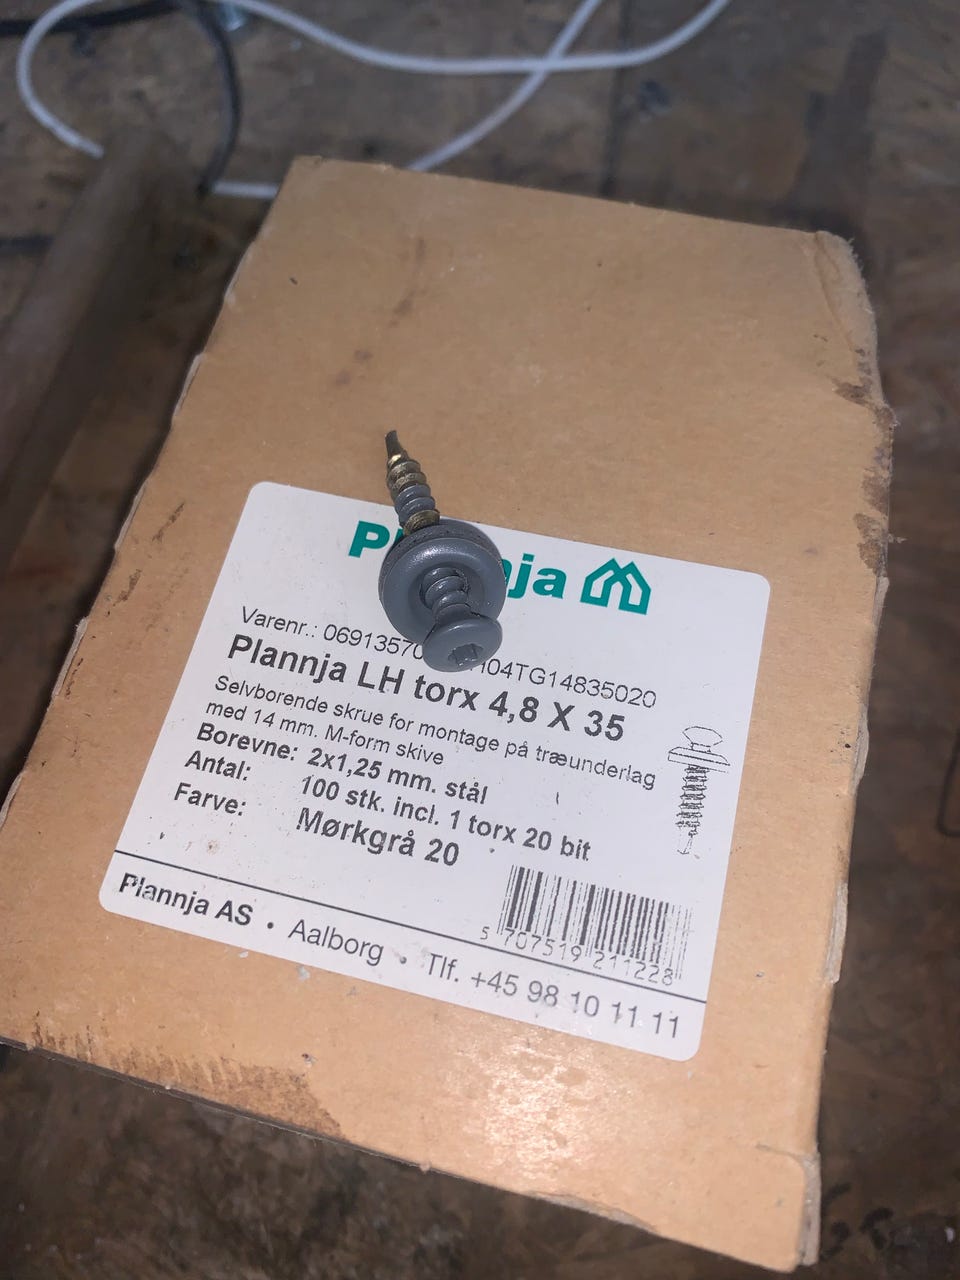 Varenr.: 0691357 04TG14835020
Plannja LH torx 4,8 X 35
Selvborende skrue for montage på træunderlag
med 14 mm. M-form skive
Borevne: 2x1,25 mm. stål
Antal: 100 stk. incl. 1 torx 20 bit
Farve: Mørkgrå 20
5 707519 211228
Plannja AS • Aalborg • Tlf. +45 98 10 11 11